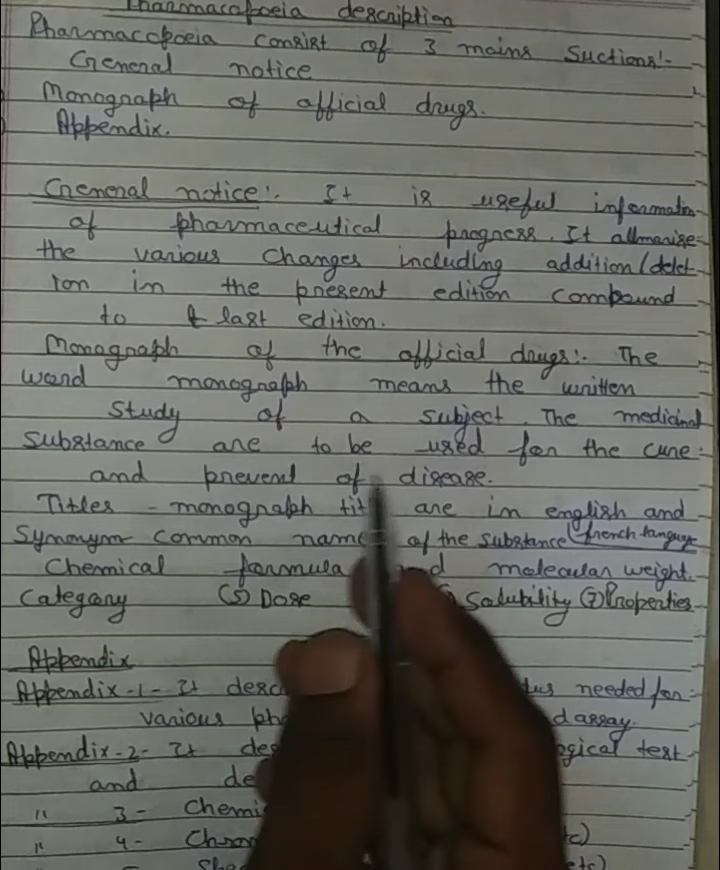 Pharmacopoeia description
Pharmacopoeia consist of 3 mains suctions:-
General notice
Monograph of official drugs.
Appendix.
General notice:- It is useful information
of pharmaceutical progress. It
the various changes including addition/delet-
ion in the present edition compound
to last edition.
Monograph of the official drugs:- The
word monograph means the written
study of a subject. The medicinal
substance are to be used for the cure
and prevent of disease.
Titles - monograph tit are in english and
Synonym common name of the substance french language
Chemical formula and molecular weight.
Category (5) Dose Solubility (7) Properties
Appendix
Appendix-1- It needed for
various d assay.
Appendix-2- It test
and
" 3-
" 4-